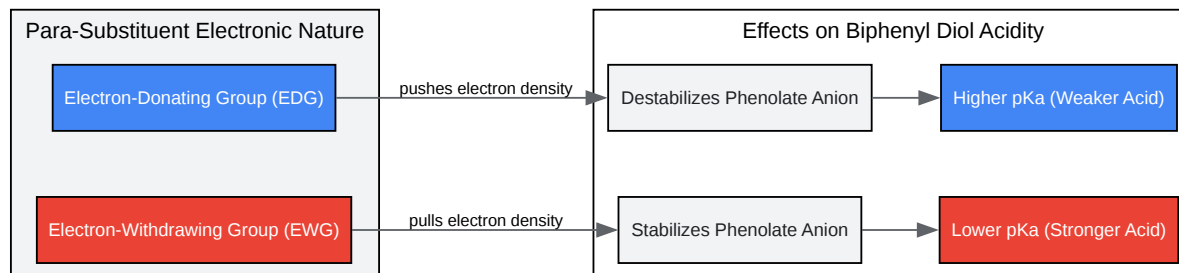 Para-Substituent Electronic Nature
Effects on Biphenyl Diol Acidity
Electron-Donating Group (EDG)
pushes electron density
Destabilizes Phenolate Anion
Higher pKa (Weaker Acid)
Electron-Withdrawing Group (EWG)
pulls electron density
Stabilizes Phenolate Anion
Lower pKa (Stronger Acid)